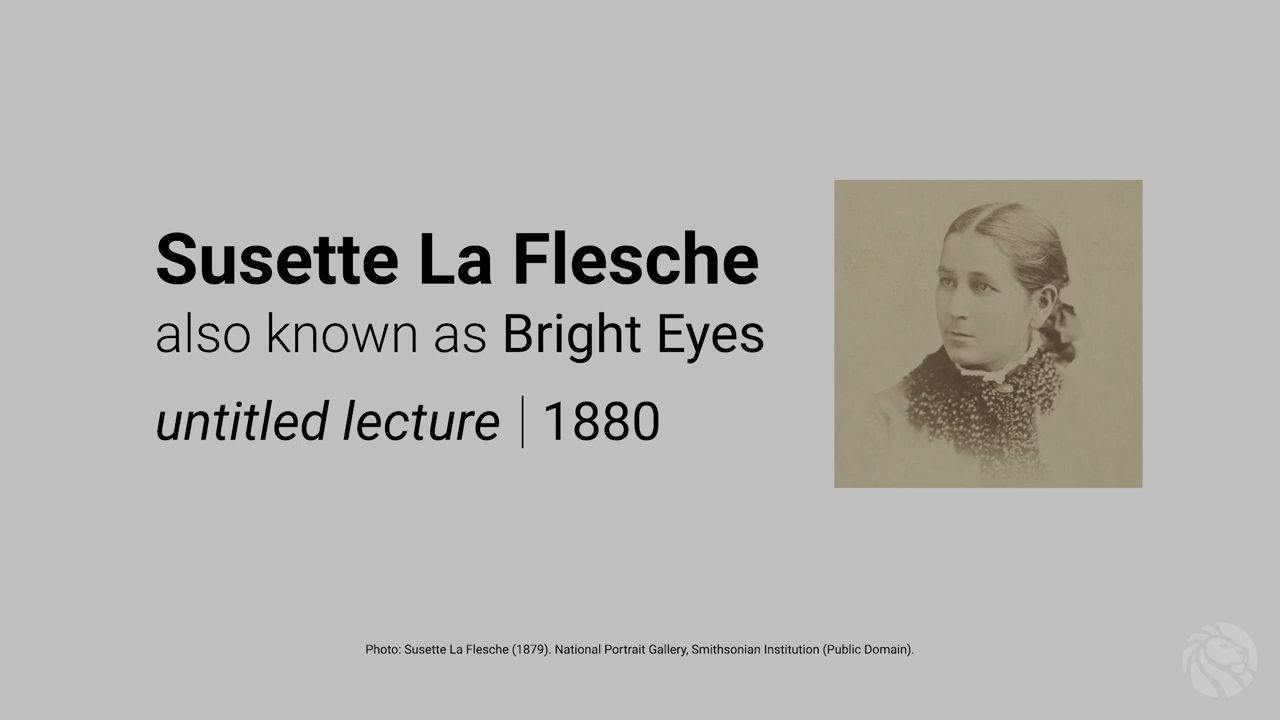 Susette La Flesche
also known as Bright Eyes
untitled lecture | 1880
Photo: Susette La Flesche (1879). National Portrait Gallery, Smithsonian Institution (Public Domain).